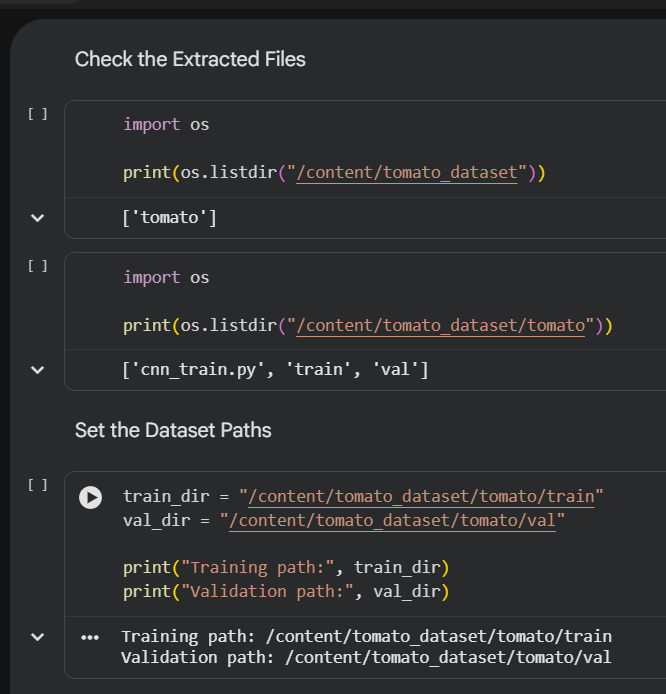 Check the Extracted Files
[ ]
import os
print(os.listdir("/content/tomato_dataset"))
['tomato']
[ ]
import os
print(os.listdir("/content/tomato_dataset/tomato"))
['cnn_train.py', 'train', 'val']
Set the Dataset Paths
[ ]
train_dir = "/content/tomato_dataset/tomato/train"
val_dir = "/content/tomato_dataset/tomato/val"
print("Training path:", train_dir)
print("Validation path:", val_dir)
Training path: /content/tomato_dataset/tomato/train
Validation path: /content/tomato_dataset/tomato/val